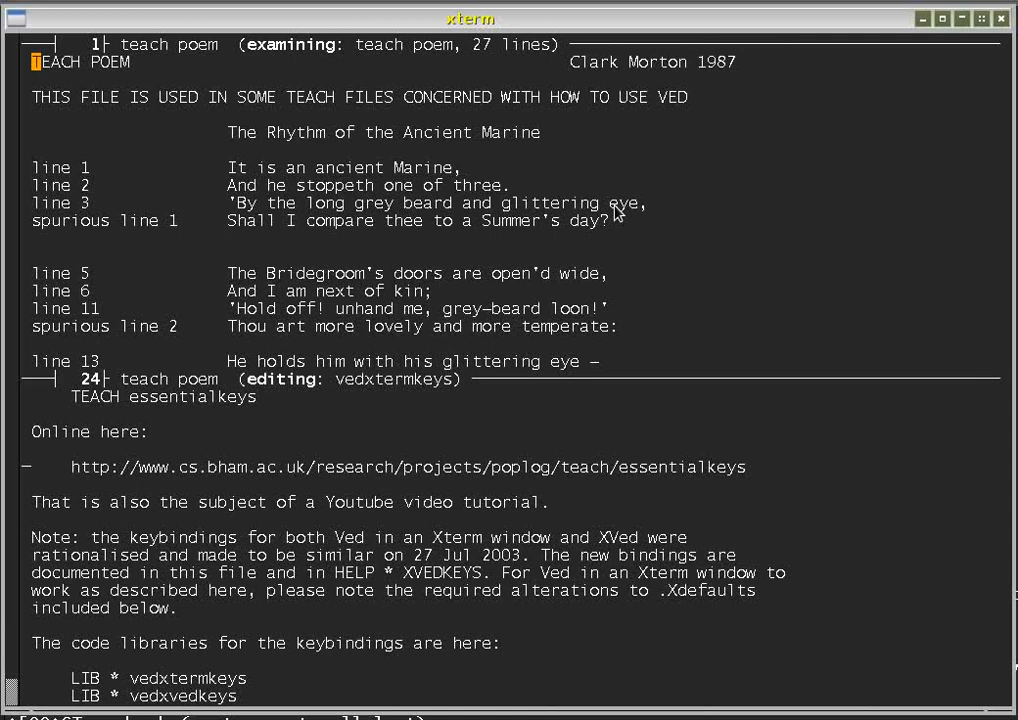 xterm
1 teach poem (examining: teach poem, 27 lines)
TEACH POEM Clark Morton 1987
THIS FILE IS USED IN SOME TEACH FILES CONCERNED WITH HOW TO USE VED
The Rhythm of the Ancient Marine
line 1 It is an ancient Marine,
line 2 And he stoppeth one of three.
line 3 'By the long grey beard and glittering eye,
spurious line 1 Shall I compare thee to a Summer's day?
line 5 The Bridegroom's doors are open'd wide,
line 6 And I am next of kin;
line 11 'Hold off! unhand me, grey-beard loon!'
spurious line 2 Thou art more lovely and more temperate:
line 13 He holds him with his glittering eye —
24 teach poem (editing: vedxtermkeys)
TEACH essentialkeys
Online here:
http://www.cs.bham.ac.uk/research/projects/poplog/teach/essentialkeys
That is also the subject of a Youtube video tutorial.
Note: the keybindings for both Ved in an Xterm window and XVed were
rationalised and made to be similar on 27 Jul 2003. The new bindings are
documented in this file and in HELP * XVEDKEYS. For Ved in an Xterm window to
work as described here, please note the required alterations to .Xdefaults
included below.
The code libraries for the keybindings are here:
LIB * vedxtermkeys
LIB * vedxvedkeys